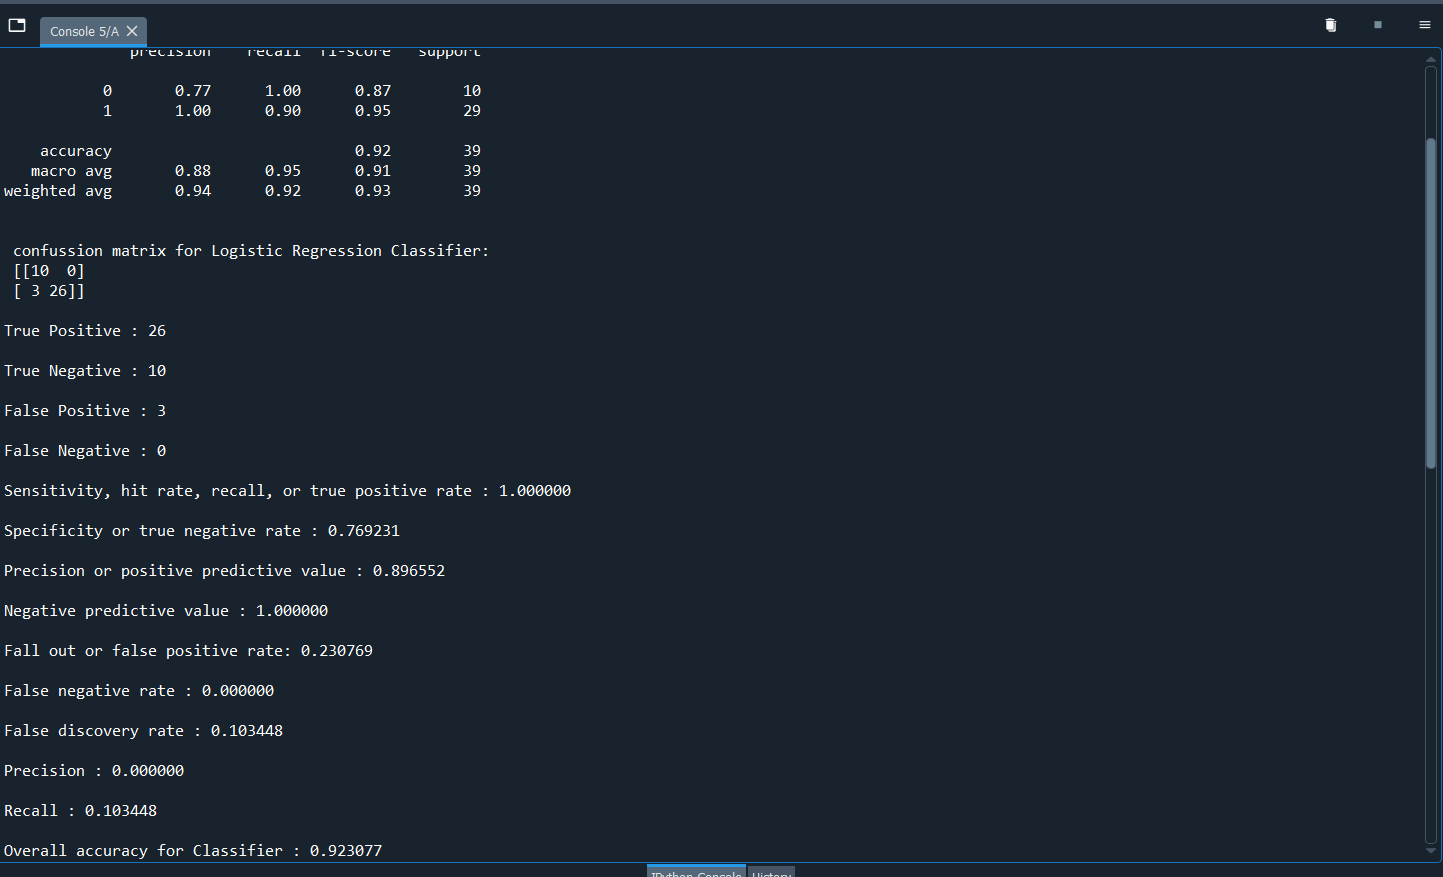 Console 5/A
precision recall f1-score support
0 0.77 1.00 0.87 10
1 1.00 0.90 0.95 29
accuracy 0.92 39
macro avg 0.88 0.95 0.91 39
weighted avg 0.94 0.92 0.93 39
confussion matrix for Logistic Regression Classifier:
[[10 0]
[ 3 26]]
True Positive : 26
True Negative : 10
False Positive : 3
False Negative : 0
Sensitivity, hit rate, recall, or true positive rate : 1.000000
Specificity or true negative rate : 0.769231
Precision or positive predictive value : 0.896552
Negative predictive value : 1.000000
Fall out or false positive rate: 0.230769
False negative rate : 0.000000
False discovery rate : 0.103448
Precision : 0.000000
Recall : 0.103448
Overall accuracy for Classifier : 0.923077
IPython Console History